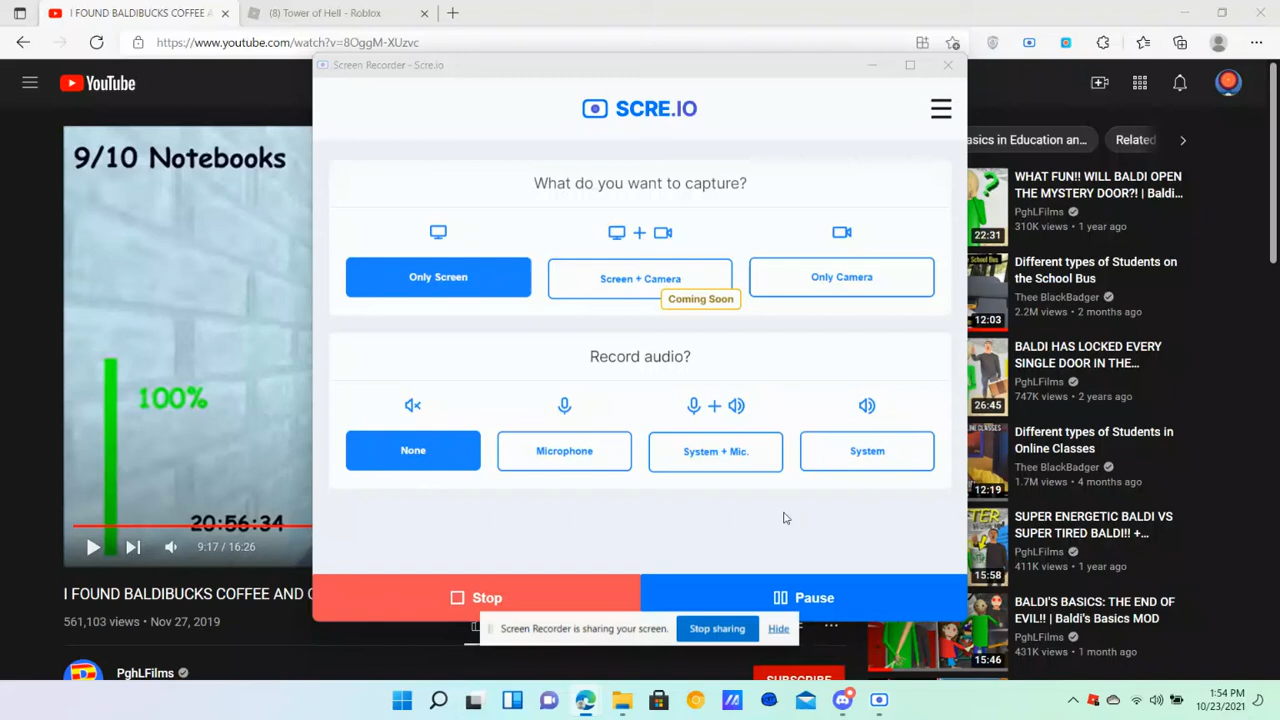 I FOUND BALDIBUCKS COFFEE A
(8) Tower of Hell - Roblox
https://www.youtube.com/watch?v=8OggM-XUzvc
Screen Recorder - Scre.io
YouTube
SCRE.IO
9/10 Notebooks
What do you want to capture?
Only Screen
Screen + Camera
Only Camera
Coming Soon
Record audio?
None
Microphone
System + Mic.
System
100%
20:56:34
9:17 / 16:26
Stop
Pause
Screen Recorder is sharing your screen.
Stop sharing
Hide
I FOUND BALDIBUCKS COFFEE AND
561,103 views • Nov 27, 2019
PghLFilms
SUBSCRIBE
asics in Education an...
Related
WHAT FUN!! WILL BALDI OPEN
THE MYSTERY DOOR?! | Baldi...
PghLFilms
310K views • 1 year ago
22:31
Different types of Students on
the School Bus
Thee BlackBadger
2.2M views • 2 months ago
12:03
BALDI HAS LOCKED EVERY
SINGLE DOOR IN THE...
PghLFilms
747K views • 2 years ago
26:45
Different types of Students in
Online Classes
Thee BlackBadger
1.7M views • 4 months ago
12:19
SUPER ENERGETIC BALDI VS
SUPER TIRED BALDI!! +...
PghLFilms
411K views • 1 year ago
15:58
BALDI'S BASICS: THE END OF
EVIL!! | Baldi's Basics MOD
PghLFilms
431K views • 1 year ago
15:46
1:54 PM
10/23/2021